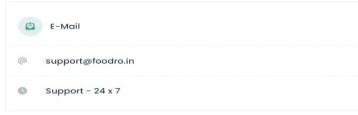 E-Mail
support@foodro.in
Support - 24 x 7